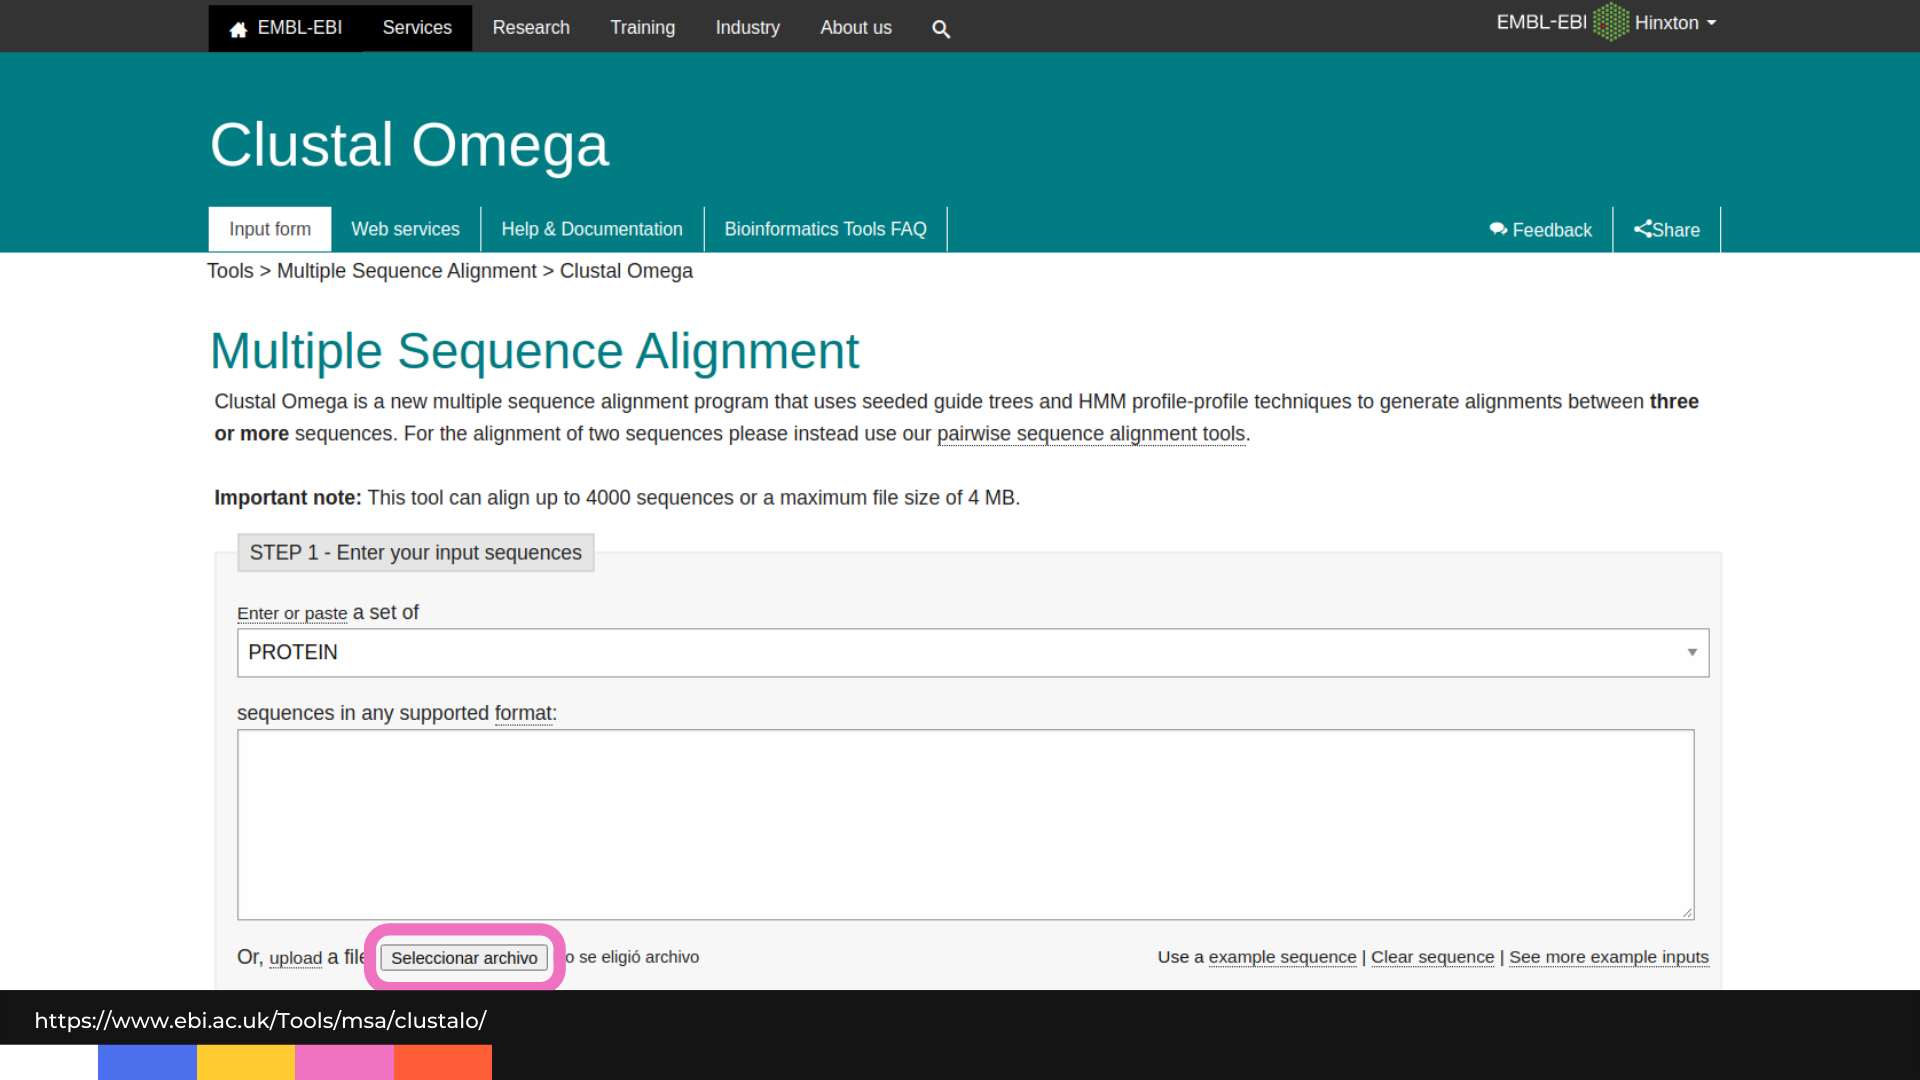 EMBL-EBI Services Research Training Industry About us EMBL-EBI Hinxton
Clustal Omega
Input form Web services Help & Documentation Bioinformatics Tools FAQ Feedback Share
Tools > Multiple Sequence Alignment > Clustal Omega
Multiple Sequence Alignment
Clustal Omega is a new multiple sequence alignment program that uses seeded guide trees and HMM profile-profile techniques to generate alignments between three
or more sequences. For the alignment of two sequences please instead use our pairwise sequence alignment tools.
Important note: This tool can align up to 4000 sequences or a maximum file size of 4 MB.
STEP 1 - Enter your input sequences
Enter or paste a set of
PROTEIN
sequences in any supported format:
Or, upload a file Seleccionar archivo o se eligió archivo Use a example sequence | Clear sequence | See more example inputs
https://www.ebi.ac.uk/Tools/msa/clustalo/